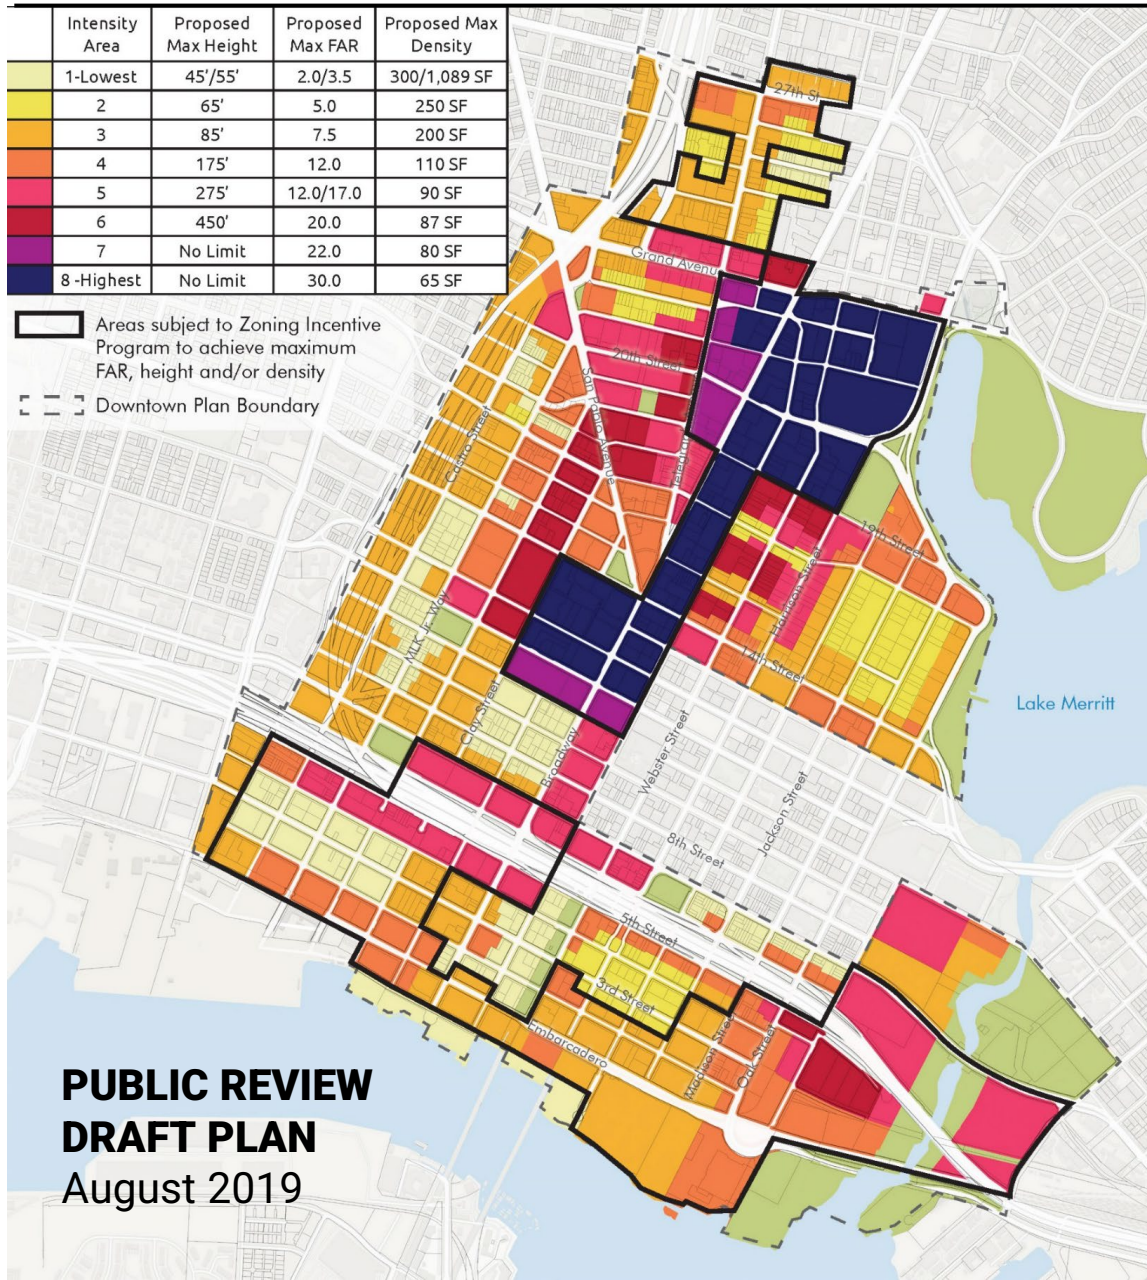 Intensity Area Proposed Max Height Proposed Max FAR Proposed Max Density
1-Lowest 45'/55' 2.0/3.5 300/1,089 SF
2 65' 5.0 250 SF
3 85' 7.5 200 SF
4 175' 12.0 110 SF
5 275' 12.0/17.0 90 SF
6 450' 20.0 87 SF
7 No Limit 22.0 80 SF
8 -Highest No Limit 30.0 65 SF
Areas subject to Zoning Incentive
Program to achieve maximum
FAR, height and/or density
Downtown Plan Boundary
27th St
Grand Avenue
20th Street
San Pablo Avenue
Castro Street
19th Street
Harrison Street
14th Street
MLK Jr. Way
Clay Street
Broadway
Webster Street
Jackson Street
Lake Merritt
8th Street
5th Street
3rd Street
Embarcadero
Madison Street
Oak Street
PUBLIC REVIEW
DRAFT PLAN
August 2019